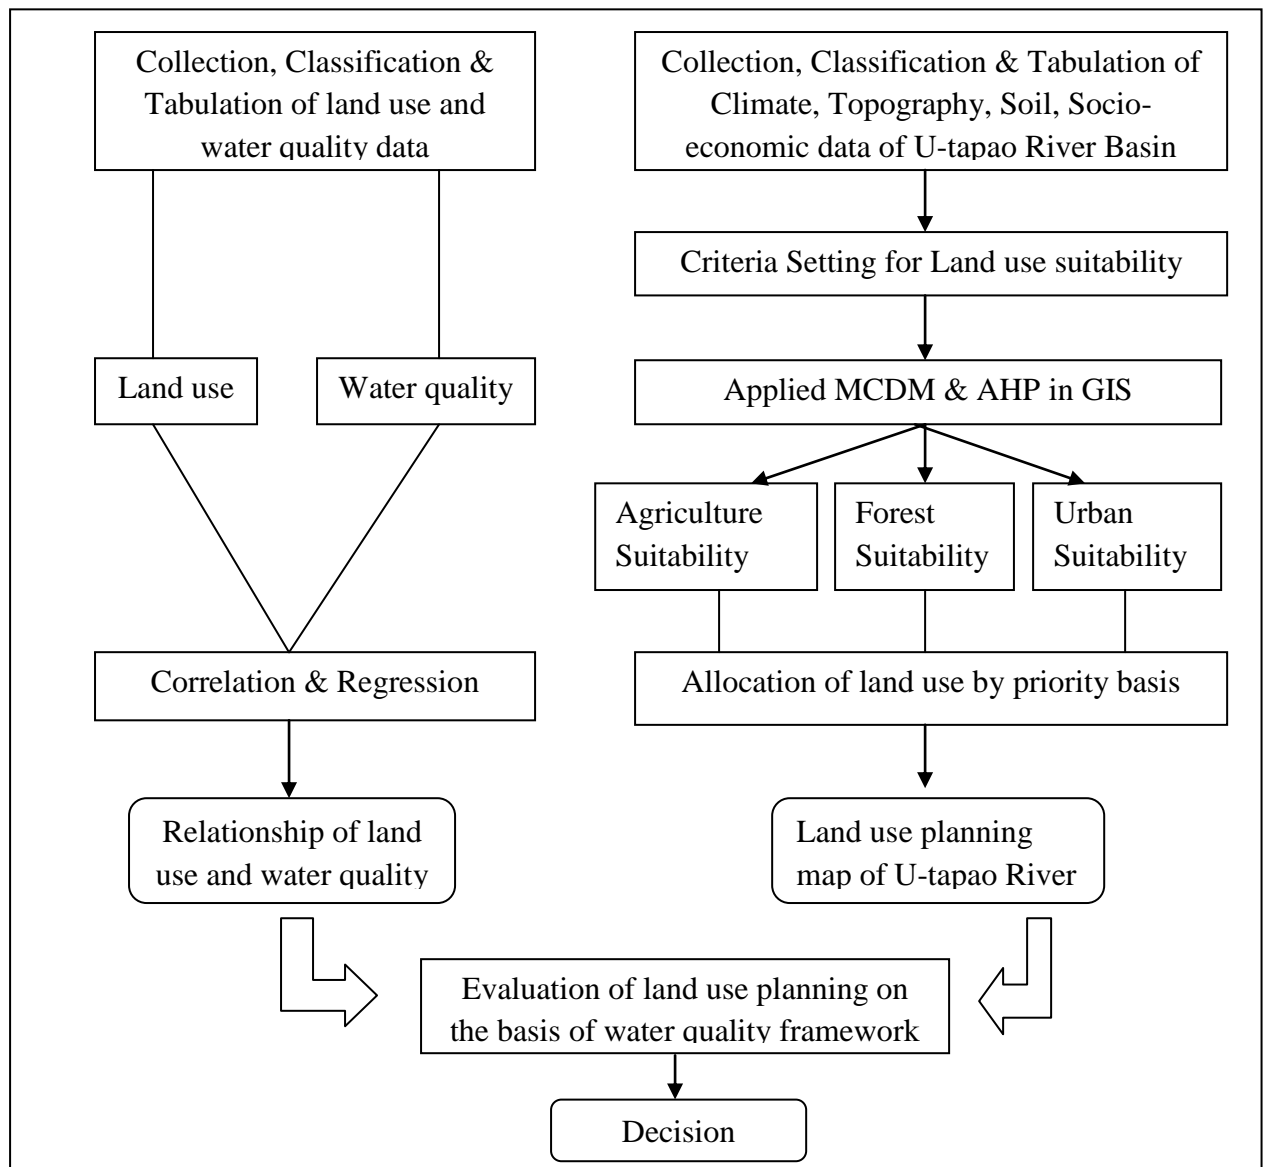 Collection, Classification &
Tabulation of land use and
water quality data
Collection, Classification & Tabulation of
Climate, Topography, Soil, Socio-
economic data of U-tapao River Basin
Criteria Setting for Land use suitability
Land use
Water quality
Applied MCDM & AHP in GIS
Agriculture
Suitability
Forest
Suitability
Urban
Suitability
Correlation & Regression
Allocation of land use by priority basis
Relationship of land
use and water quality
Land use planning
map of U-tapao River
Evaluation of land use planning on
the basis of water quality framework
Decision